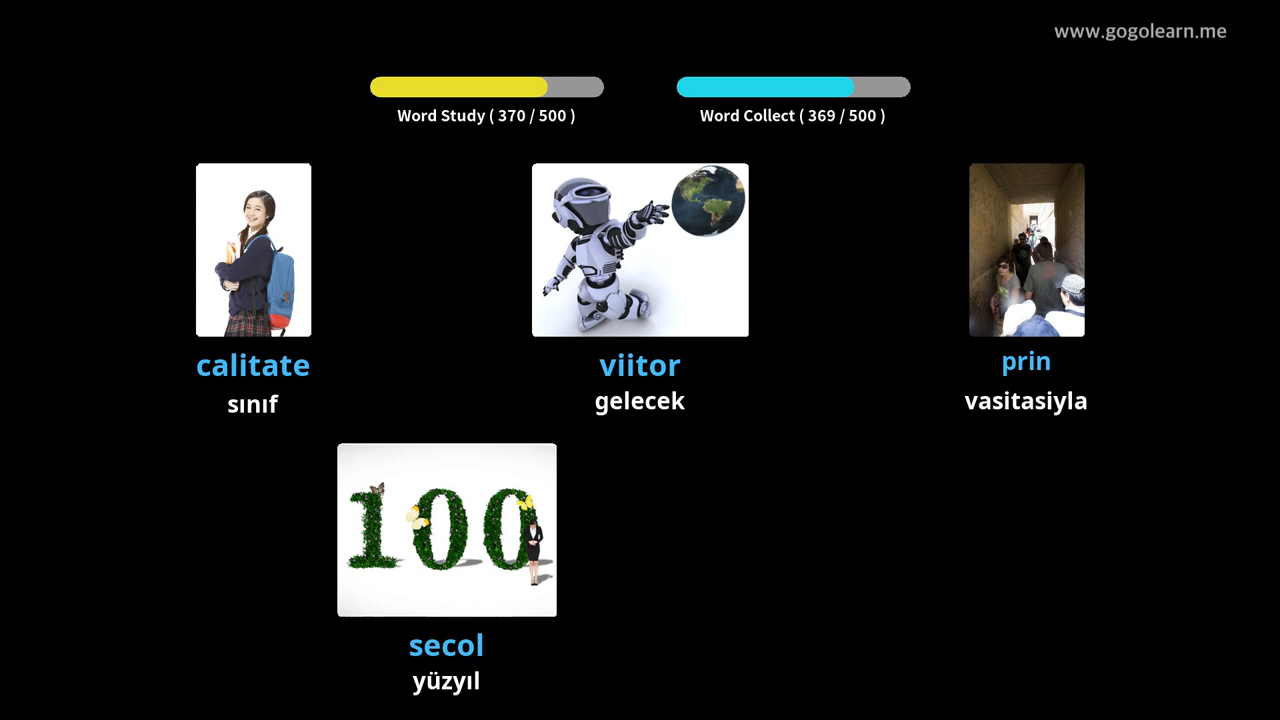 www.gogolearn.me
Word Study ( 370 / 500 )
Word Collect ( 369 / 500 )
calitate
sınıf
viitor
gelecek
prin
vasitasiyla
100
secol
yüzyıl